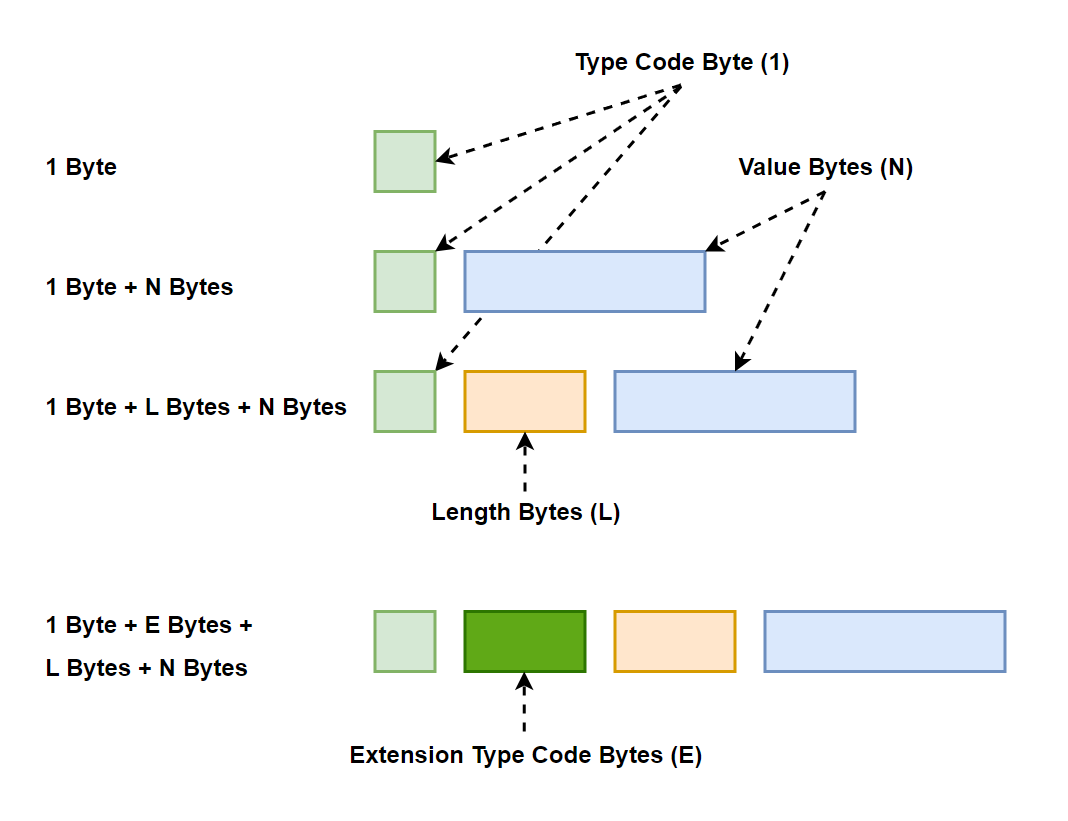 Type Code Byte (1)
1 Byte
Value Bytes (N)
1 Byte + N Bytes
1 Byte + L Bytes + N Bytes
Length Bytes (L)
1 Byte + E Bytes +
L Bytes + N Bytes
Extension Type Code Bytes (E)